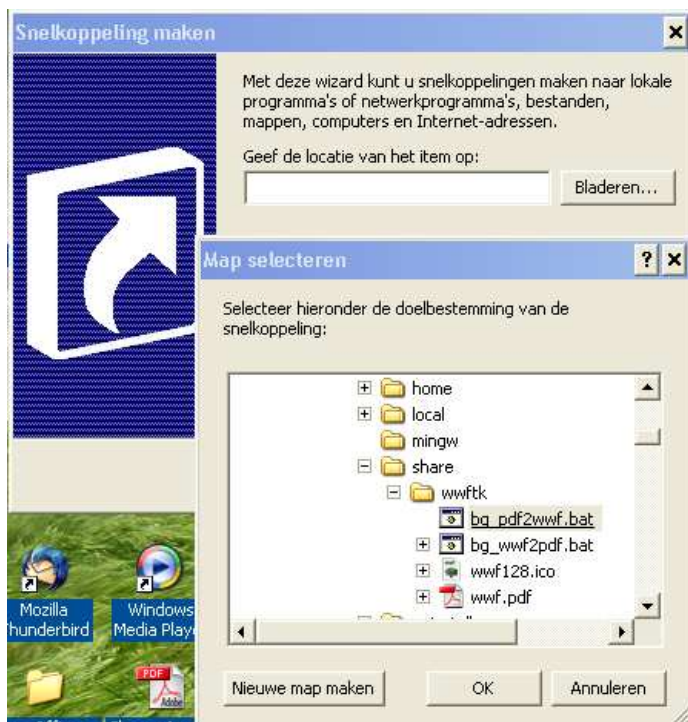 Snelkoppeling maken
Met deze wizard kunt u snelkoppelingen maken naar lokale
programma's of netwerkprogramma's, bestanden,
mappen, computers en Internet-adressen.
Geef de locatie van het item op:
Bladeren...
Map selecteren
Selecteer hieronder de doelbestemming van de
snelkoppeling:
home
local
mingw
share
wwftk
bg_pdf2wwf.bat
bg_wwf2pdf.bat
wwf128.ico
wwf.pdf
Nieuwe map maken
OK
Annuleren
Mozilla
Thunderbird
Windows
Media Play
PDF
Adobe